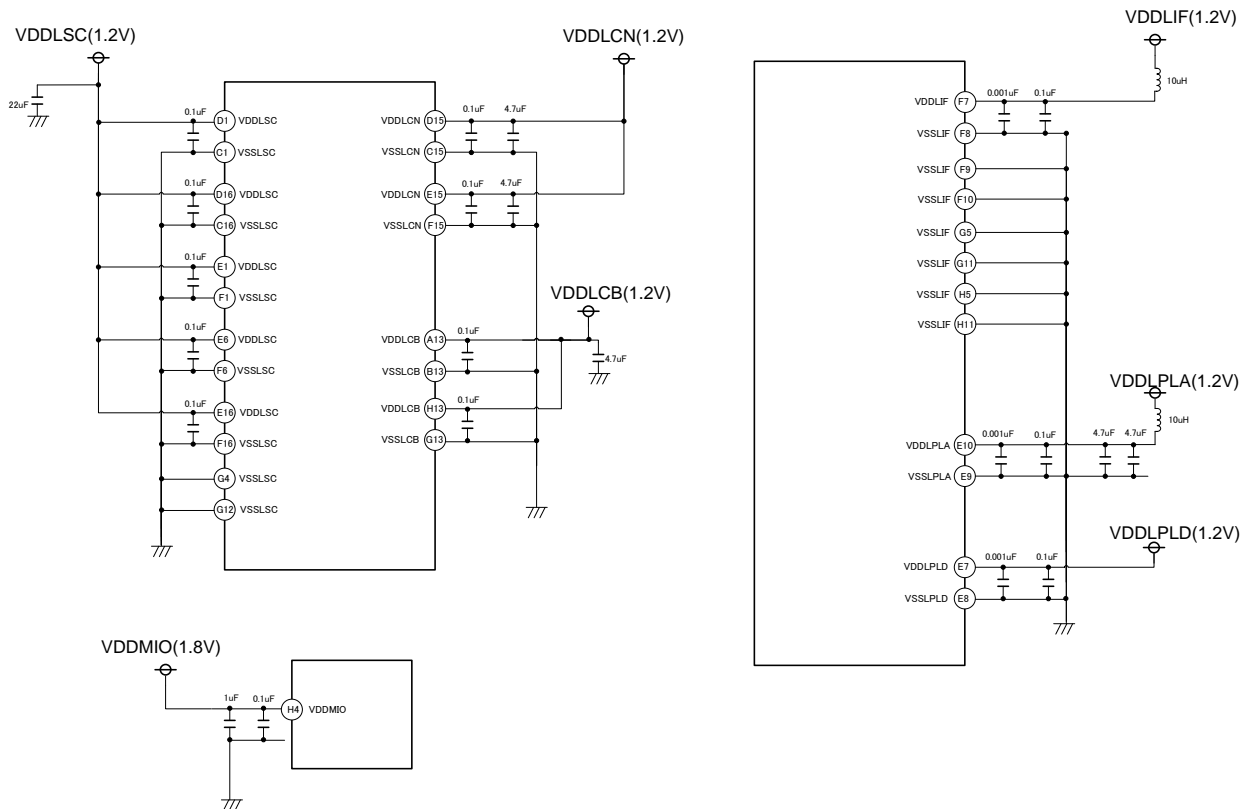 VDDLSC(1.2V)
22uF
0.1uF
D1 VDDLSC
C1 VSSLSC
0.1uF
D16 VDDLSC
C16 VSSLSC
0.1uF
E1 VDDLSC
F1 VSSLSC
0.1uF
E6 VDDLSC
F6 VSSLSC
0.1uF
E16 VDDLSC
F16 VSSLSC
G4 VSSLSC
G12 VSSLSC
VDDLCN(1.2V)
0.1uF 4.7uF
VDDLCN D15
VSSLCN C15
0.1uF 4.7uF
VDDLCN E15
VSSLCN F15
VDDLCB(1.2V)
0.1uF
VDDLCB A13
4.7uF
VSSLCB B13
0.1uF
VDDLCB H13
VSSLCB G13
VDDLIF(1.2V)
10uH
0.001uF 0.1uF
VDDLIF F7
VSSLIF F8
VSSLIF F9
VSSLIF F10
VSSLIF G5
VSSLIF G11
VSSLIF H5
VSSLIF H11
VDDLPLA(1.2V)
10uH
0.001uF 0.1uF 4.7uF 4.7uF
VDDLPLA E10
VSSLPLA E9
VDDLPLD(1.2V)
0.001uF 0.1uF
VDDLPLD E7
VSSLPLD E8
VDDMIO(1.8V)
1uF 0.1uF
H4 VDDMIO